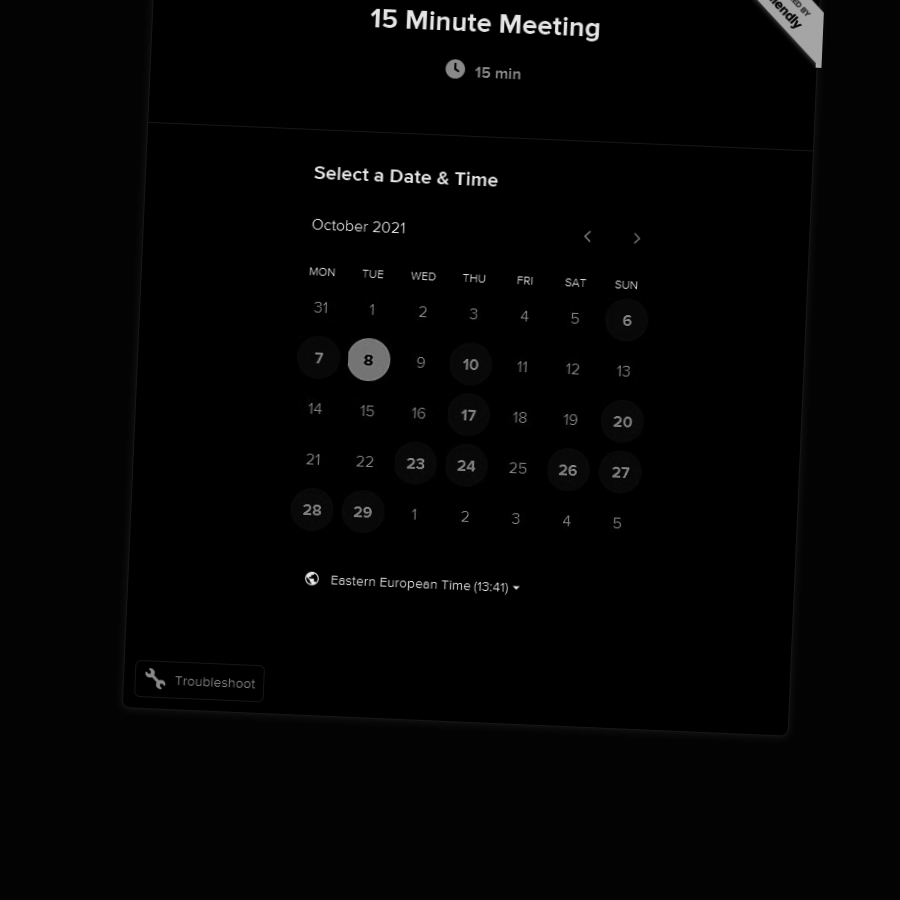 15 Minute Meeting
ED BY
endly
15 min
Select a Date & Time
October 2021
MON TUE WED THU FRI SAT SUN
31 1 2 3 4 5 6
7 8 9 10 11 12 13
14 15 16 17 18 19 20
21 22 23 24 25 26 27
28 29 1 2 3 4 5
Eastern European Time (13:41)
Troubleshoot